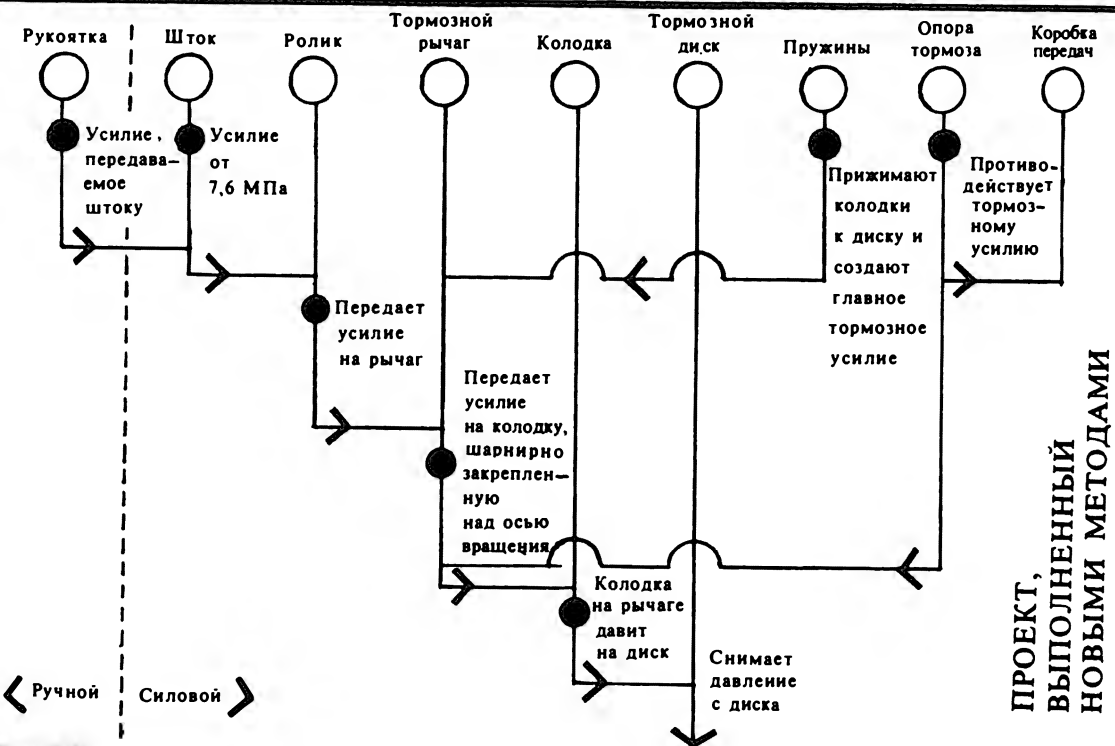 Рукоятка
Шток
Ролик
Тормозной
рычаг
Колодка
Тормозной
диск
Пружины
Опора
тормоза
Коробка
передач
Усилие,
передава-
емое
штоку
Усилие
от
7,6 МПа
Прижимают
колодки
к диску и
создают
главное
тормозное
усилие
Противо-
действует
тормоз-
ному
усилию
Передает
усилие
на рычаг
Передает
усилие
на колодку,
шарнирно
закреплен-
ную
над осью
вращения
Колодка
на рычаге
давит
на диск
Снимает
давление
с диска
Ручной
Силовой
ПРОЕКТ,
ВЫПОЛНЕННЫЙ
НОВЫМИ МЕТОДАМИ